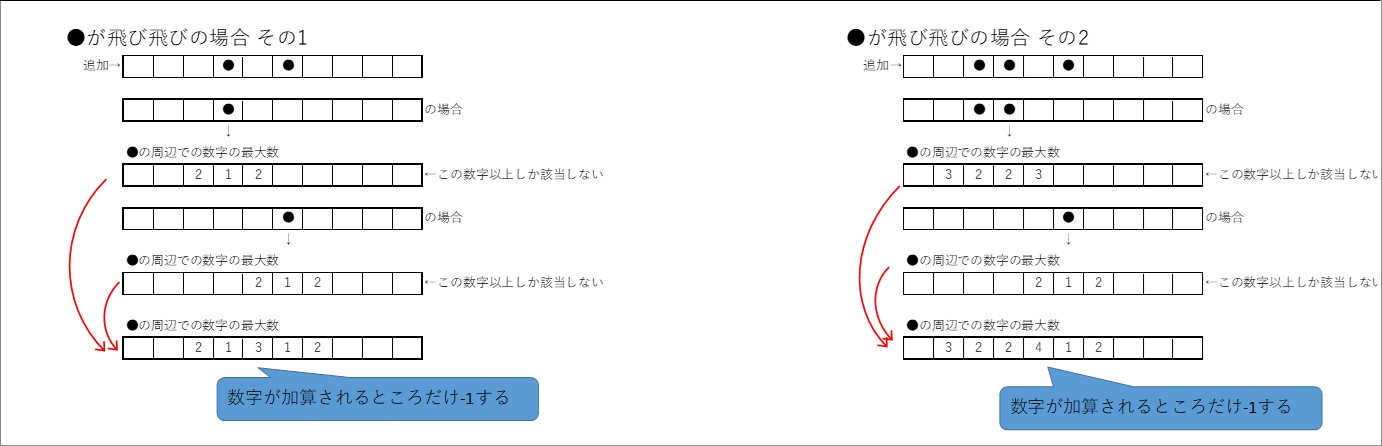 ●が飛び飛びの場合 その1
追加→ ● ●
● の場合
↓
●の周辺での数字の最大数
2 1 2 ←この数字以上しか該当しない
● の場合
↓
●の周辺での数字の最大数
2 1 2 ←この数字以上しか該当しない
●の周辺での数字の最大数
2 1 3 1 2
数字が加算されるところだけ-1する
●が飛び飛びの場合 その2
追加→ ● ● ●
● ● の場合
↓
●の周辺での数字の最大数
3 2 2 3 ←この数字以上しか該当しない
● の場合
↓
●の周辺での数字の最大数
2 1 2 ←この数字以上しか該当しない
●の周辺での数字の最大数
3 2 2 4 1 2
数字が加算されるところだけ-1する